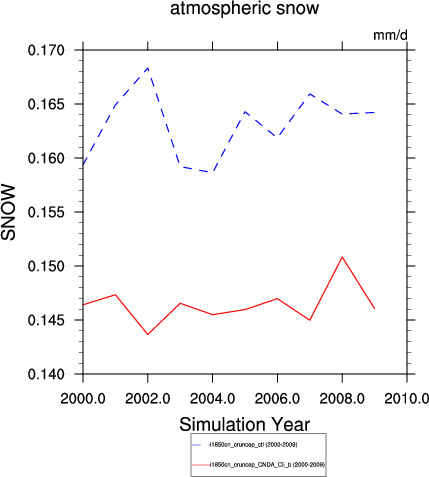 atmospheric snow
mm/d
0.170
0.165
0.160
0.155
0.150
0.145
0.140
SNOW
2000.0 2002.0 2004.0 2006.0 2008.0 2010.0
Simulation Year
i1850cn_cruncep_ctl (2000-2009)
i1850cn_cruncep_CNDA_Cli_b (2000-2009)